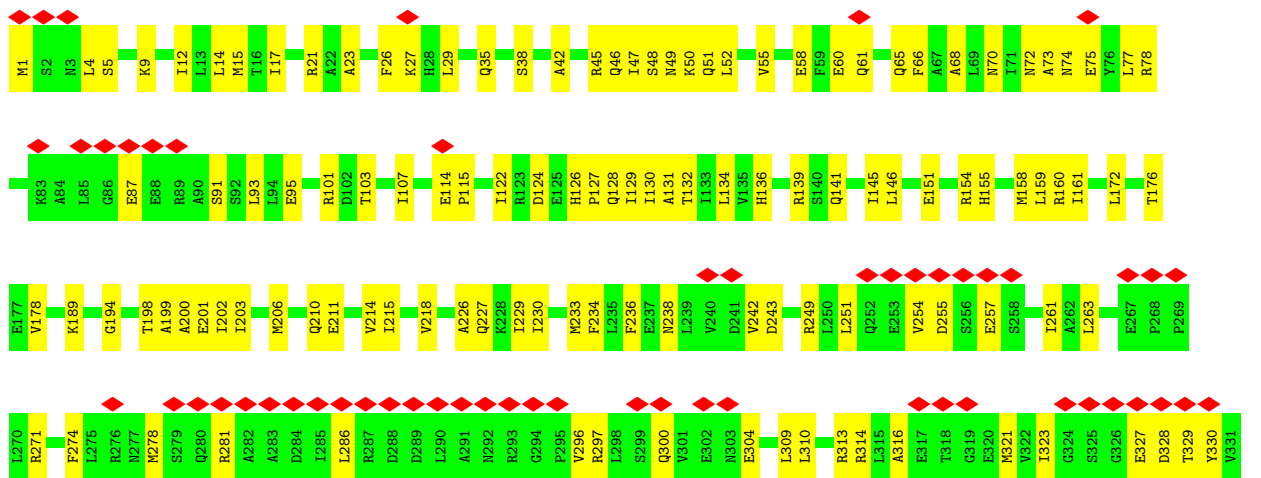 M1 S2 N3 L4 S5 K9 I12 L13 L14 M15 T16 I17 R21 A22 A23 F26 K27 H28 L29 Q35 S38 A42 R45 Q46 I47 S48 N49 K50 Q51 L52 V55 E58 F59 E60 Q61 Q65 F66 A67 A68 L69 N70 I71 N72 A73 N74 E75 Y76 L77 R78
K83 A84 L85 G86 E87 E88 R89 A90 S91 S92 L93 L94 E95 R101 D102 T103 I107 E114 P115 I122 R123 D124 E125 H126 P127 Q128 I129 I130 A131 T132 I133 L134 V135 H136 R139 S140 Q141 I145 L146 E151 R154 H155 M158 L159 R160 I161 L172 T176
E177 V178 K189 G194 T198 A199 A200 E201 I202 I203 M206 Q210 E211 V214 I215 V218 A226 Q227 K228 I229 I230 M233 F234 L235 F236 E237 N238 L239 V240 D241 V242 D243 R249 L250 L251 Q252 E253 V254 D255 S256 E257 S258 I261 A262 L263 E267 P268 P269
L270 R271 F274 L275 R276 N277 M278 S279 Q280 R281 A282 A283 D284 I285 L286 R287 D288 D289 L290 A291 N292 R293 G294 P295 V296 R297 L298 S299 Q300 V301 E302 N303 E304 L309 L310 R313 R314 L315 A316 E317 T318 G319 E320 M321 V322 I323 G324 S325 G326 E327 D328 T329 Y330 V331